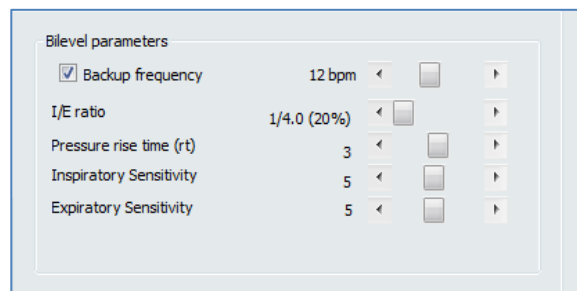 Bilevel parameters
Backup frequency 12 bpm
I/E ratio 1/4.0 (20%)
Pressure rise time (rt) 3
Inspiratory Sensitivity 5
Expiratory Sensitivity 5